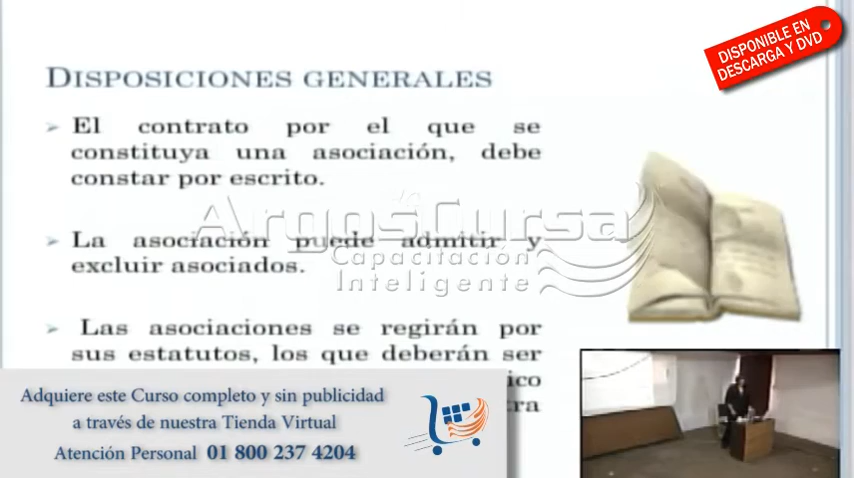 DISPONIBLE EN
DESCARGA Y DVD
DISPOSICIONES GENERALES
➢ El contrato por el que se
constituya una asociación, debe
constar por escrito.
➢ La asociación puede admitir y
excluir asociados.
➢ Las asociaciones se regirán por
sus estatutos, los que deberán ser
ArgosCursa
Capacitación
Inteligente
Adquiere este Curso completo y sin publicidad
a través de nuestra Tienda Virtual
Atención Personal 01 800 237 4204